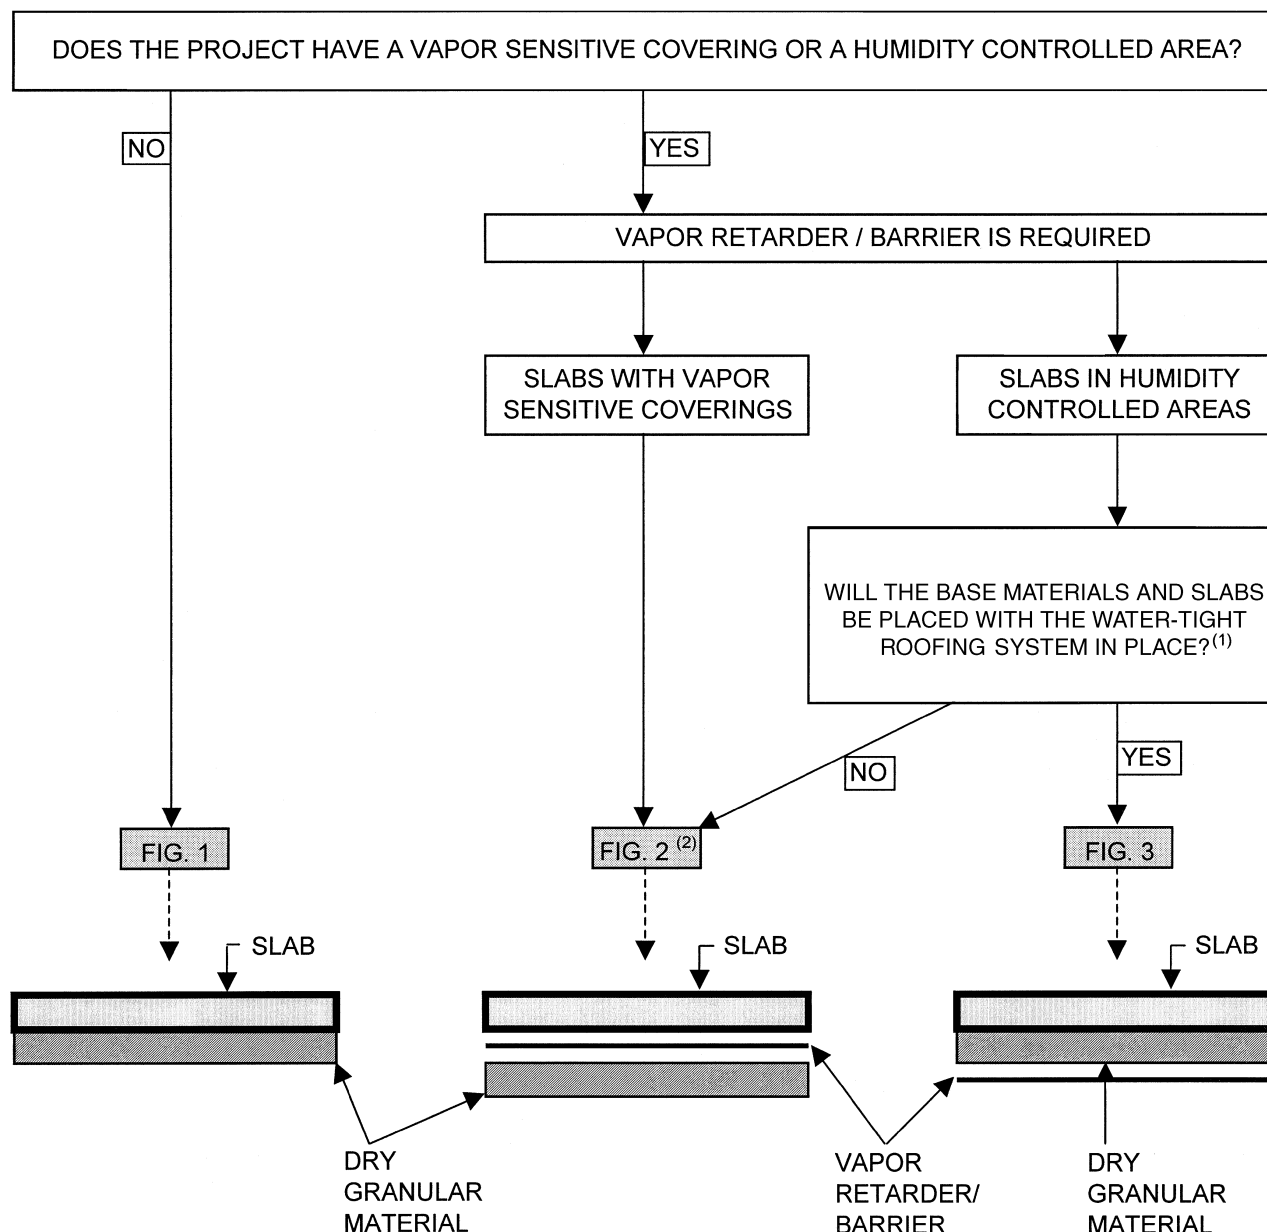 DOES THE PROJECT HAVE A VAPOR SENSITIVE COVERING OR A HUMIDITY CONTROLLED AREA?
NO
YES
VAPOR RETARDER / BARRIER IS REQUIRED
SLABS WITH VAPOR
SENSITIVE COVERINGS
SLABS IN HUMIDITY
CONTROLLED AREAS
WILL THE BASE MATERIALS AND SLABS
BE PLACED WITH THE WATER-TIGHT
ROOFING SYSTEM IN PLACE?(1)
NO
YES
FIG. 1
FIG. 2 (2)
FIG. 3
SLAB
SLAB
SLAB
DRY
GRANULAR
MATERIAL
VAPOR
RETARDER/
BARRIER
DRY
GRANULAR
MATERIAL